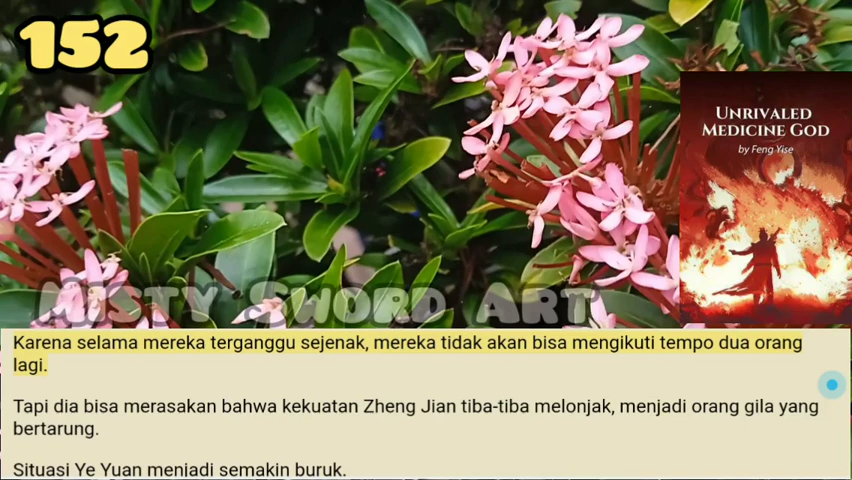 152
UNRIVALED
MEDICINE GOD
by Feng Yise
MISTY SWORD ART
Karena selama mereka terganggu sejenak, mereka tidak akan bisa mengikuti tempo dua orang
lagi.
Tapi dia bisa merasakan bahwa kekuatan Zheng Jian tiba-tiba melonjak, menjadi orang gila yang
bertarung.
Situasi Ye Yuan menjadi semakin buruk.